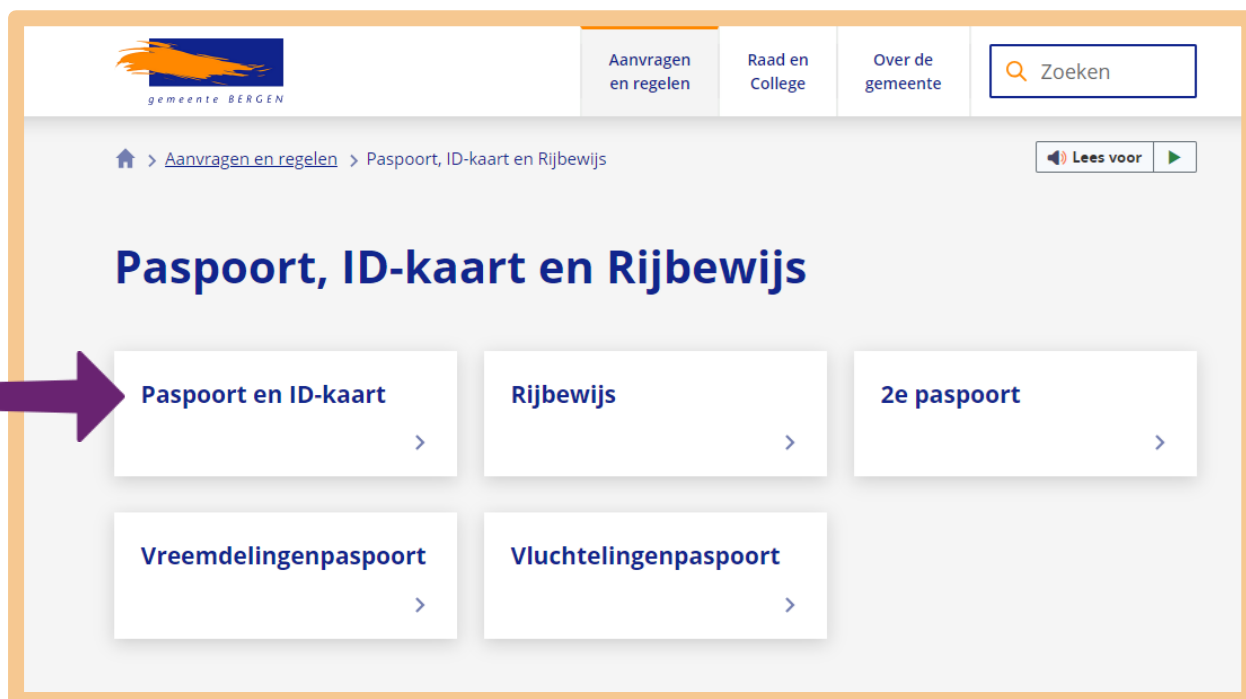 gemeente BERGEN
Aanvragen
en regelen
Raad en
College
Over de
gemeente
Zoeken
> Aanvragen en regelen > Paspoort, ID-kaart en Rijbewijs
Lees voor
Paspoort, ID-kaart en Rijbewijs
Paspoort en ID-kaart
Rijbewijs
2e paspoort
Vreemdelingenpaspoort
Vluchtelingenpaspoort